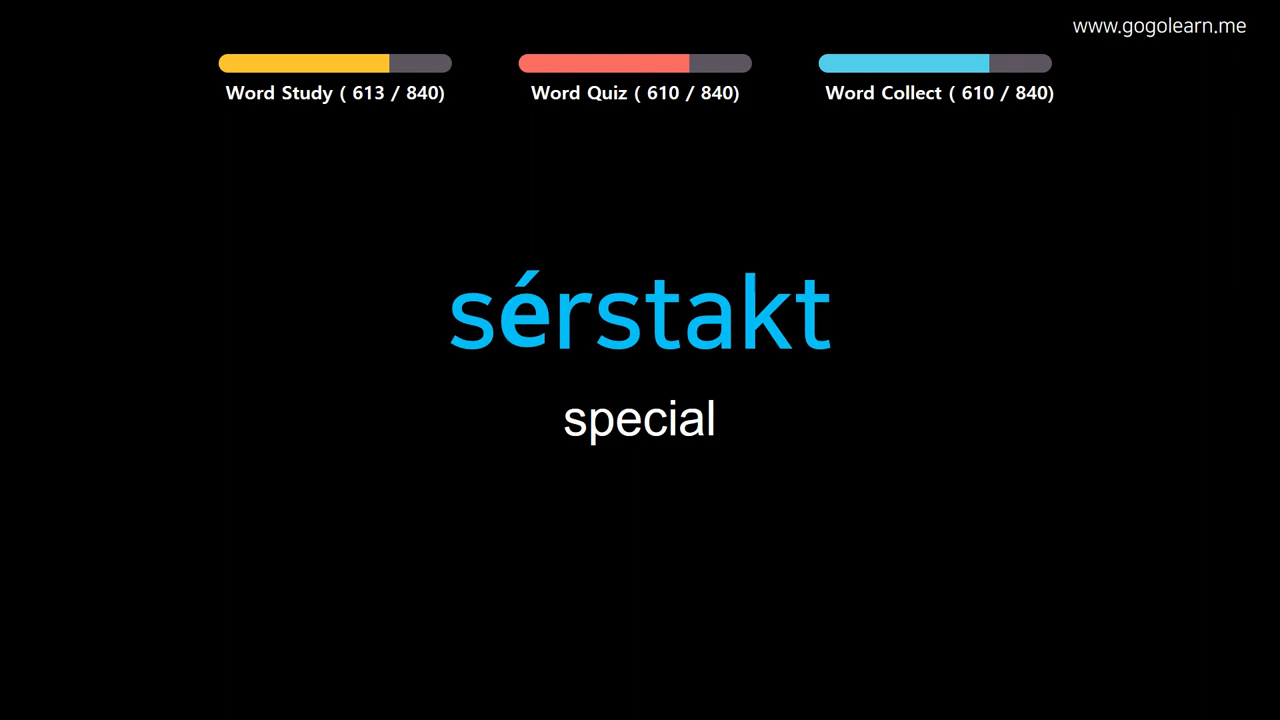 www.gogolearn.me
Word Study ( 613 / 840)
Word Quiz ( 610 / 840)
Word Collect ( 610 / 840)
sérstakt
special